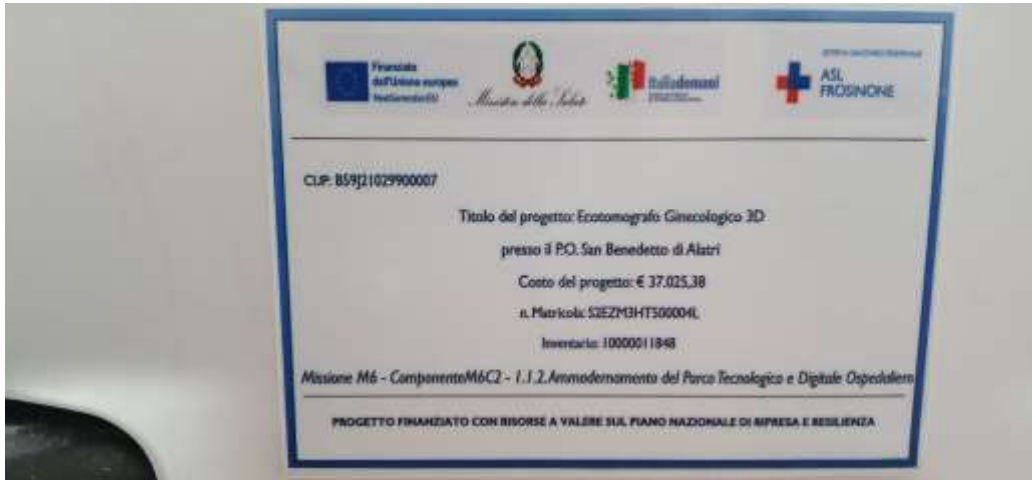 Finanziato
dall'Unione europea
NextGenerationEU
Ministero della Salute
Italiadomani
ASL
FROSINONE
CUP: B59J21029900007
Titolo del progetto: Ecotomografo Ginecologico 3D
presso il P.O. San Benedetto di Alatri
Costo del progetto: € 37.025,38
n. Matricola: S2EZM3HT500004L
Inventario: 10000011848
Missione M6 - ComponenteM6C2 - 1.1.2.Ammodernamento del Parco Tecnologico e Digitale Ospedaliero
PROGETTO FINANZIATO CON RISORSE A VALERE SUL PIANO NAZIONALE DI RIPRESA E RESILIENZA